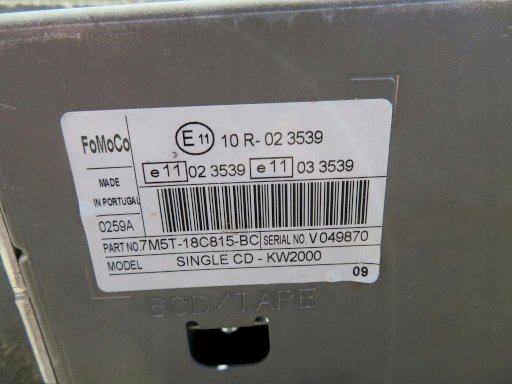 FoMoCo
E 11 10 R- 02 3539
e 11 02 3539 e 11 03 3539
MADE
IN PORTUGAL
0259A
PART NO. 7M5T-18C815-BC SERIAL NO. V049870
MODEL SINGLE CD - KW2000
09
6CD/TAPE